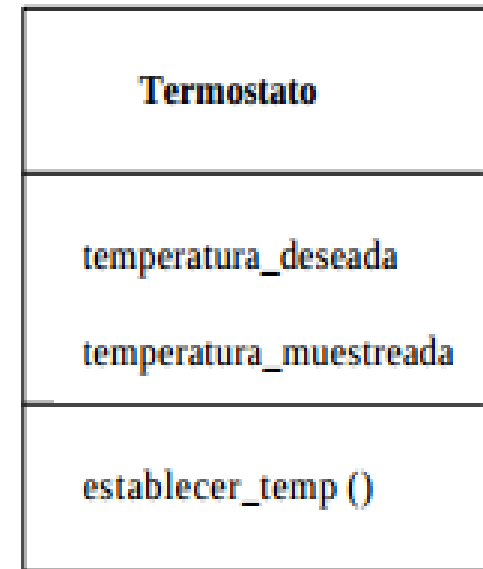 Termostato
temperatura_deseada
temperatura_muestreada
establecer_temp ()